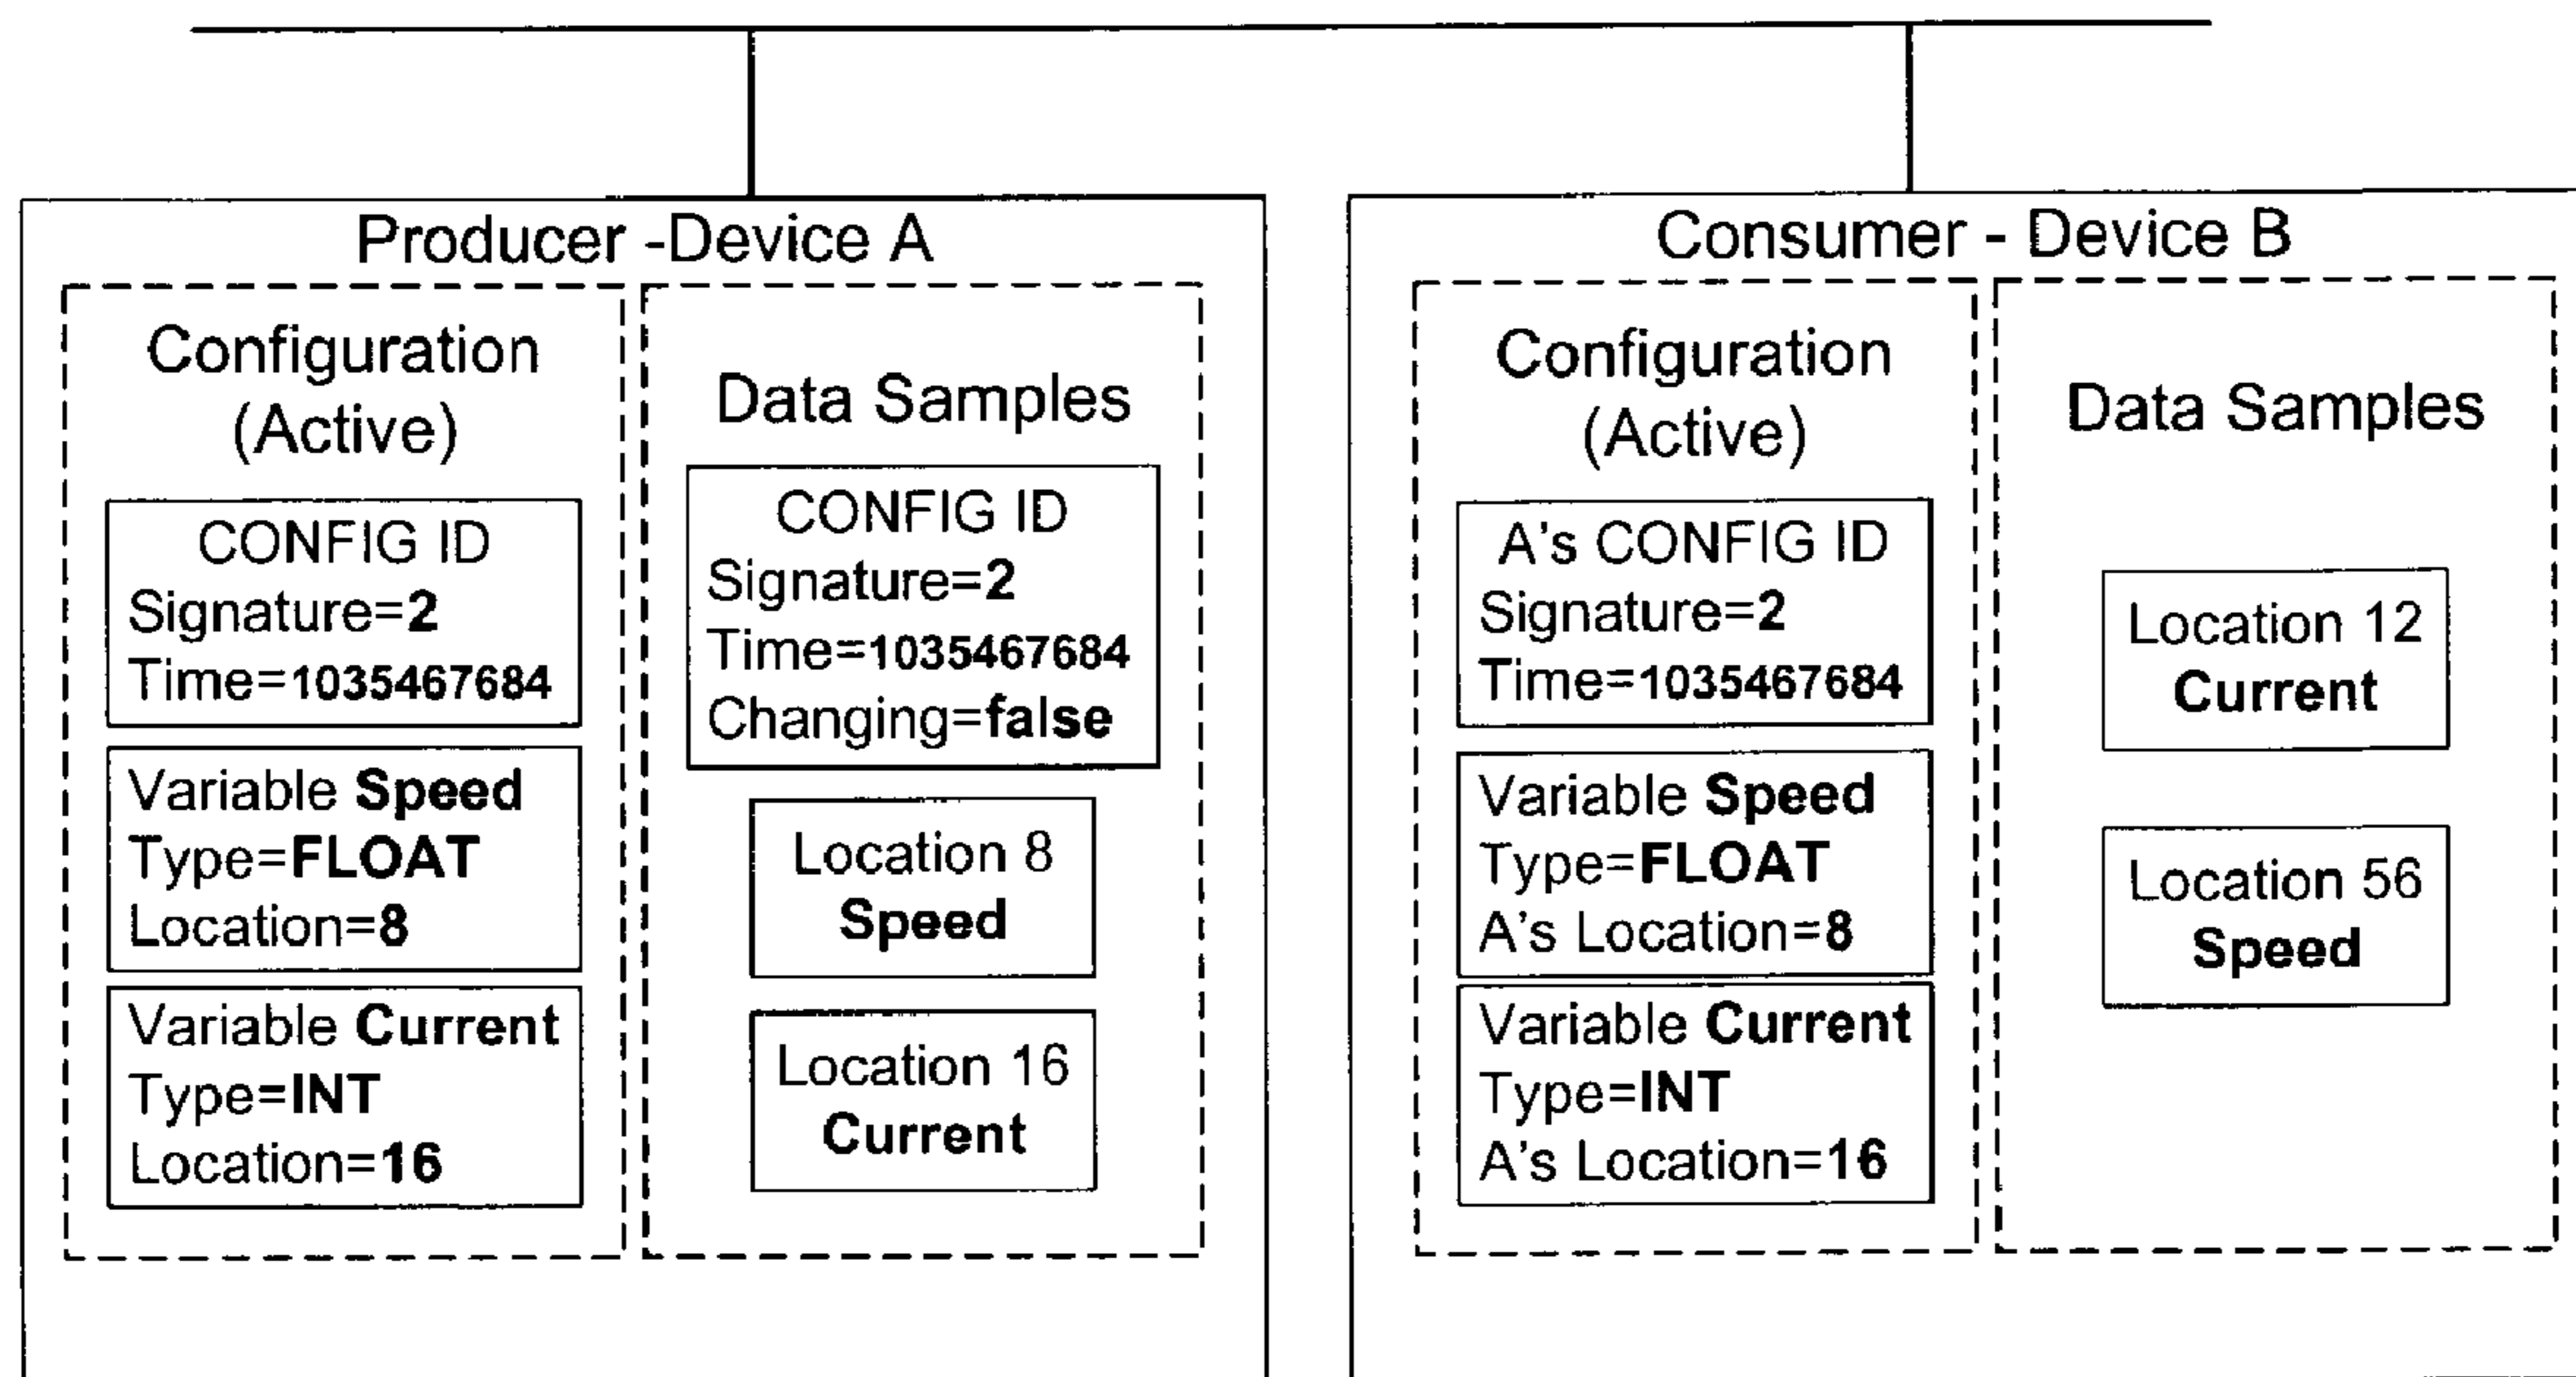 Producer -Device A
Configuration
(Active)
CONFIG ID
Signature=2
Time=1035467684
Variable Speed
Type=FLOAT
Location=8
Variable Current
Type=INT
Location=16
Data Samples
CONFIG ID
Signature=2
Time=1035467684
Changing=false
Location 8
Speed
Location 16
Current
Consumer - Device B
Configuration
(Active)
A's CONFIG ID
Signature=2
Time=1035467684
Variable Speed
Type=FLOAT
A's Location=8
Variable Current
Type=INT
A's Location=16
Data Samples
Location 12
Current
Location 56
Speed